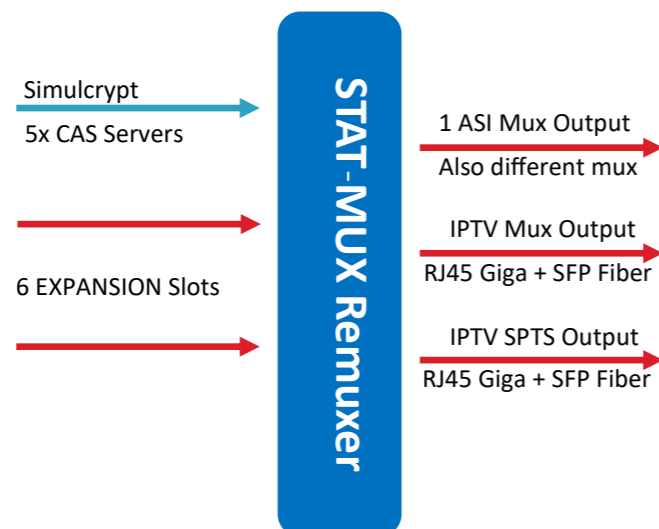 Simulcrypt
5x CAS Servers
6 EXPANSION Slots
STAT-MUX Remuxer
1 ASI Mux Output
Also different mux
IPTV Mux Output
RJ45 Giga + SFP Fiber
IPTV SPTS Output
RJ45 Giga + SFP Fiber